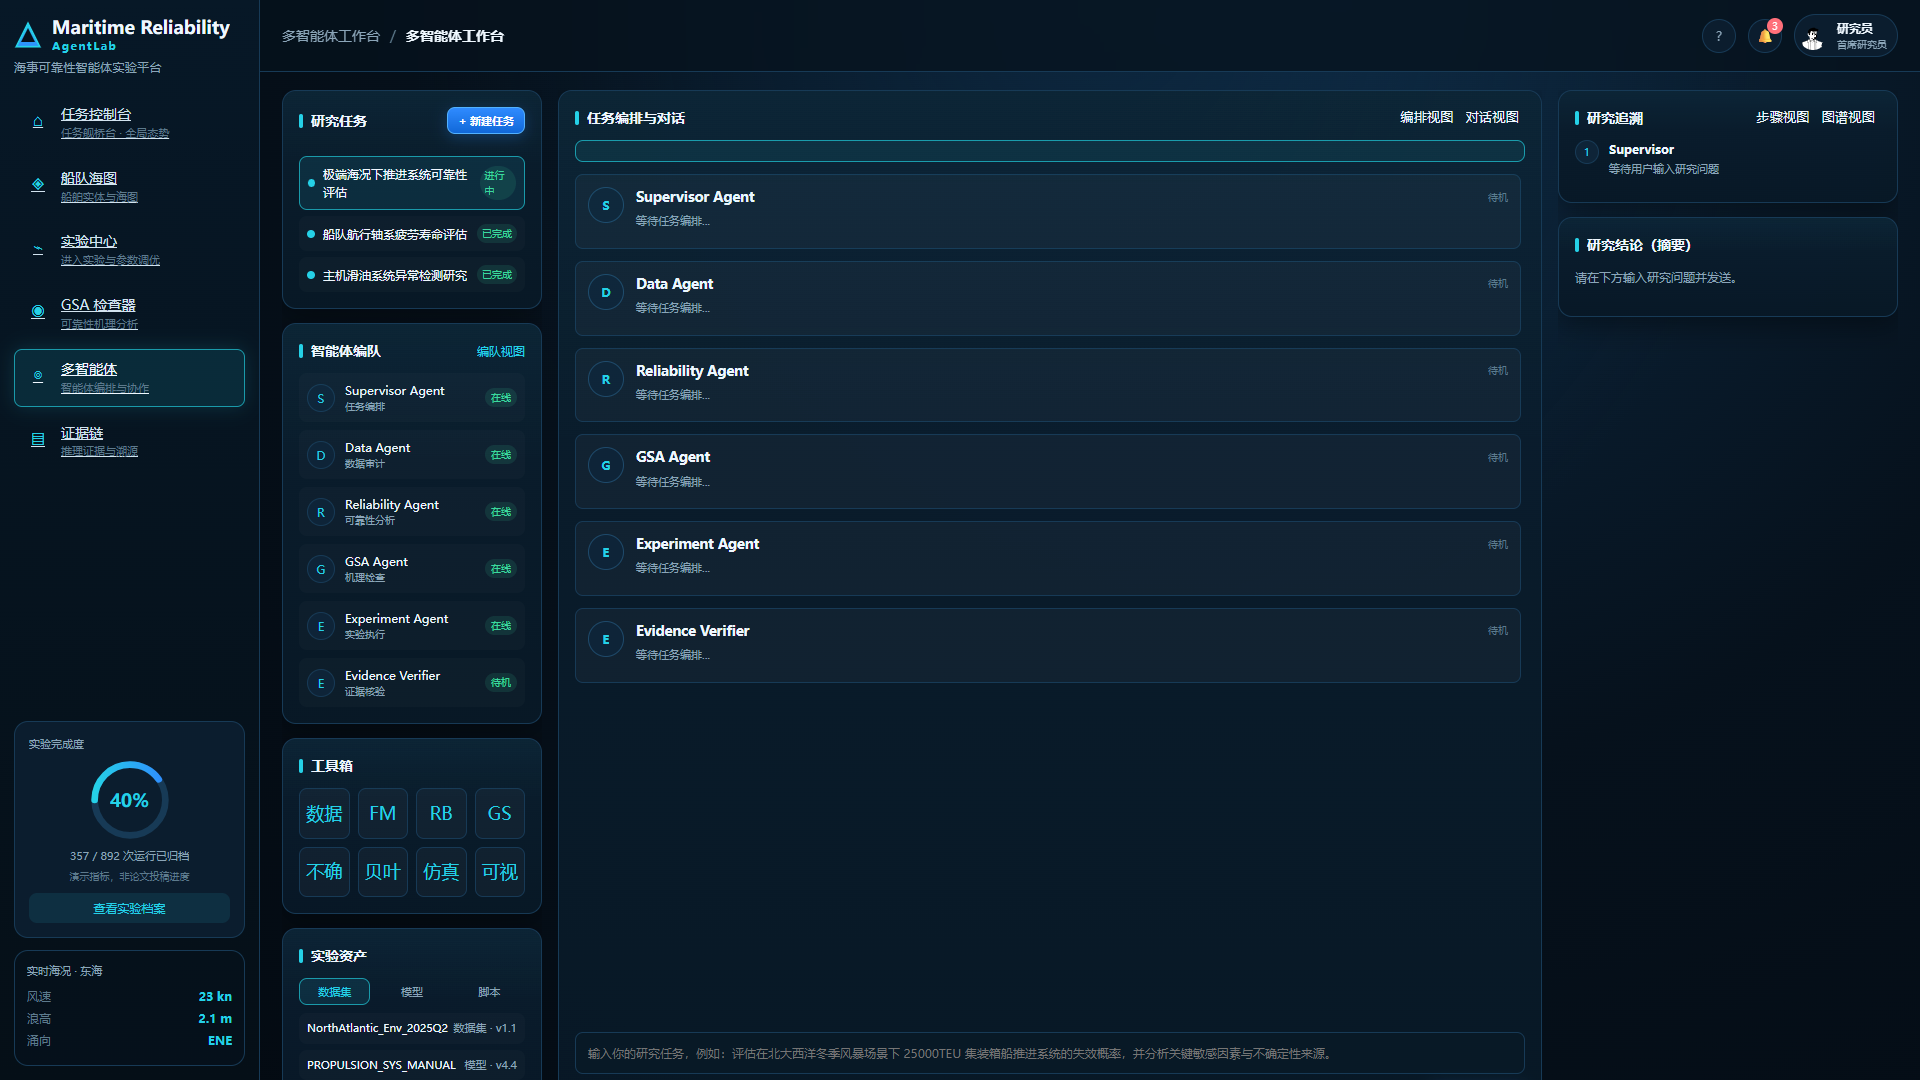 Maritime Reliability
AgentLab
海事可靠性智能体实验平台
任务控制台
任务舰桥台 · 全局态势
船队海图
船舶实体与海图
实验中心
进入实验与参数调优
GSA 检查器
可靠性机理分析
多智能体
智能体编排与协作
证据链
推理证据与溯源
实验完成度
40%
357 / 892 次运行已归档
演示指标，非论文投稿进度
查看实验档案
实时海况 · 东海
风速 23 kn
浪高 2.1 m
涌向 ENE
多智能体工作台 / 多智能体工作台
?
3
研究员
首席研究员
研究任务
+ 新建任务
极端海况下推进系统可靠性
评估
进行
中
船队航行轴系疲劳寿命评估 已完成
主机滑油系统异常检测研究 已完成
智能体编队 编队视图
S Supervisor Agent
任务编排
在线
D Data Agent
数据审计
在线
R Reliability Agent
可靠性分析
在线
G GSA Agent
机理检查
在线
E Experiment Agent
实验执行
在线
E Evidence Verifier
证据核验
待机
工具箱
数据 FM RB GS
不确 贝叶 仿真 可视
实验资产
数据集 模型 脚本
NorthAtlantic_Env_2025Q2 数据集 · v1.1
PROPULSION_SYS_MANUAL 模型 · v4.4
任务编排与对话 编排视图 对话视图
S Supervisor Agent 待机
等待任务编排...
D Data Agent 待机
等待任务编排...
R Reliability Agent 待机
等待任务编排...
G GSA Agent 待机
等待任务编排...
E Experiment Agent 待机
等待任务编排...
E Evidence Verifier 待机
等待任务编排...
输入你的研究任务，例如：评估在北大西洋冬季风暴场景下 25000TEU 集装箱船推进系统的失效概率，并分析关键敏感因素与不确定性来源。
研究追溯 步骤视图 图谱视图
1 Supervisor
等待用户输入研究问题
研究结论（摘要）
请在下方输入研究问题并发送。